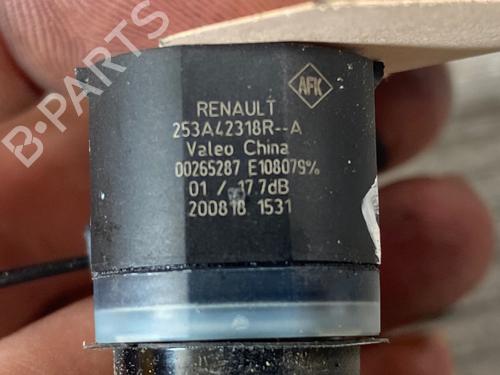 B-PARTS
AFK
RENAULT
253A42318R--A
Valeo China
00265287 E108079%
01 / 17.7dB
200818 1531